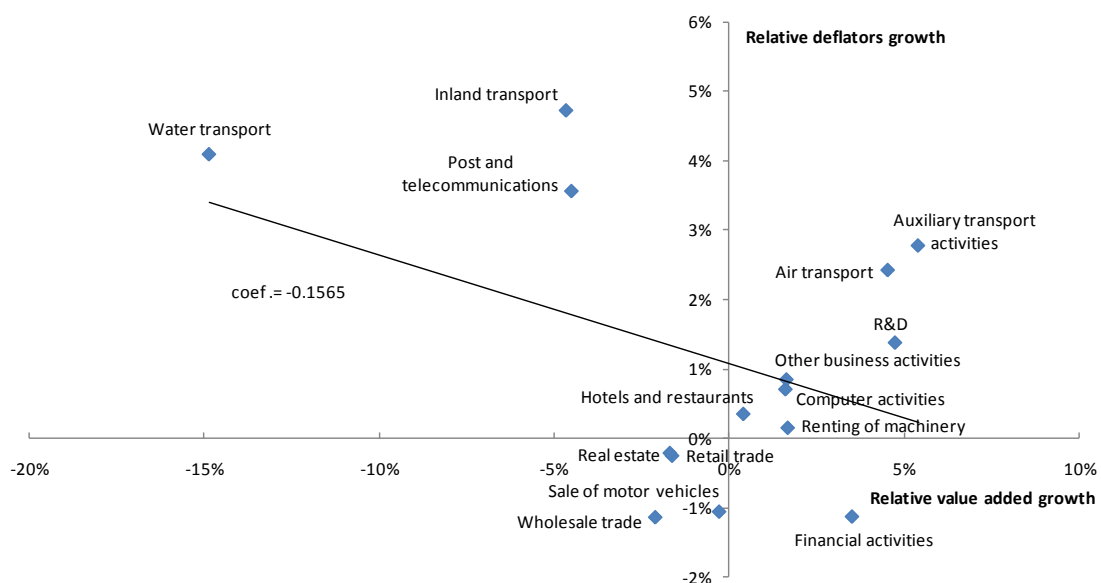 6%
Relative deflators growth
5%
Inland transport
Water transport
4%
Post and
telecommunications
3%
Auxiliary transport
activities
Air transport
coef.= -0.1565
2%
R&D
Other business activities
1%
Hotels and restaurants
Computer activities
Renting of machinery
0%
Real estate
Retail trade
-20%
-15%
-10%
-5%
0%
5%
10%
Sale of motor vehicles
Relative value added growth
-1%
Wholesale trade
Financial activities
-2%